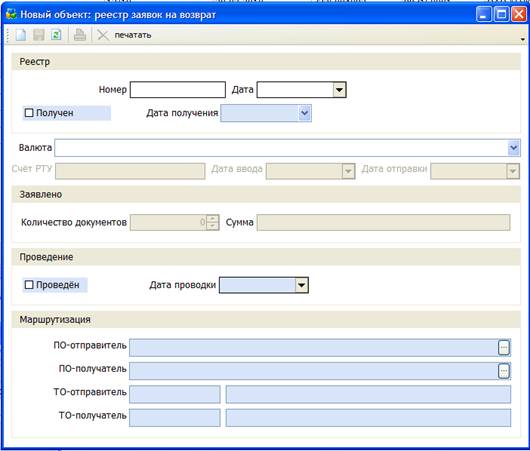 Новый объект: реестр заявок на возврат
печатать
Реестр
Номер Дата
Получен Дата получения
Валюта
Счёт РТУ Дата ввода Дата отправки
Заявлено
Количество документов 0 Сумма
Проведение
Проведён Дата проводки
Маршрутизация
ПО-отправитель ...
ПО-получатель ...
ТО-отправитель
ТО-получатель